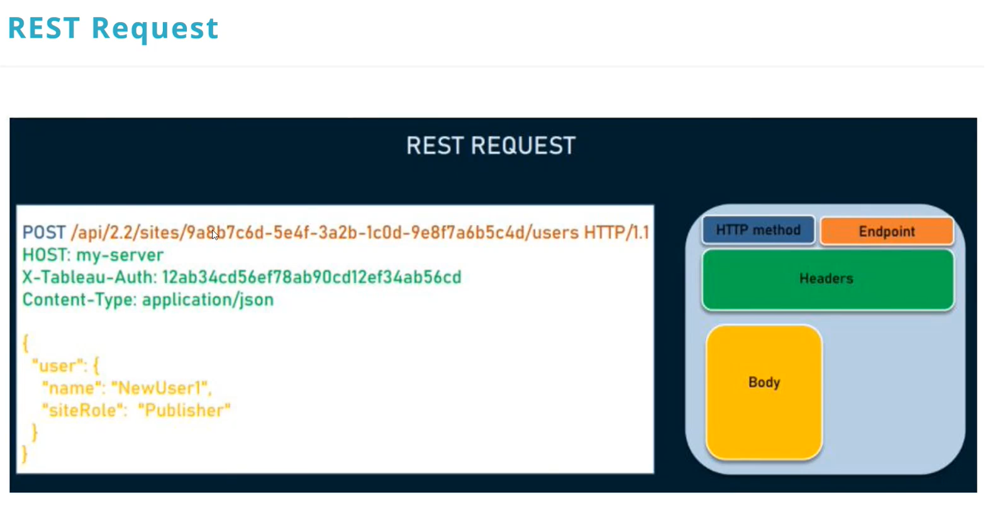 REST Request
REST REQUEST
POST /api/2.2/sites/9a8b7c6d-5e4f-3a2b-1c0d-9e8f7a6b5c4d/users HTTP/1.1
HOST: my-server
X-Tableau-Auth: 12ab34cd56ef78ab90cd12ef34ab56cd
Content-Type: application/json
{
"user": {
"name": "NewUser1",
"siteRole":  "Publisher"
}
}
HTTP method
Endpoint
Headers
Body